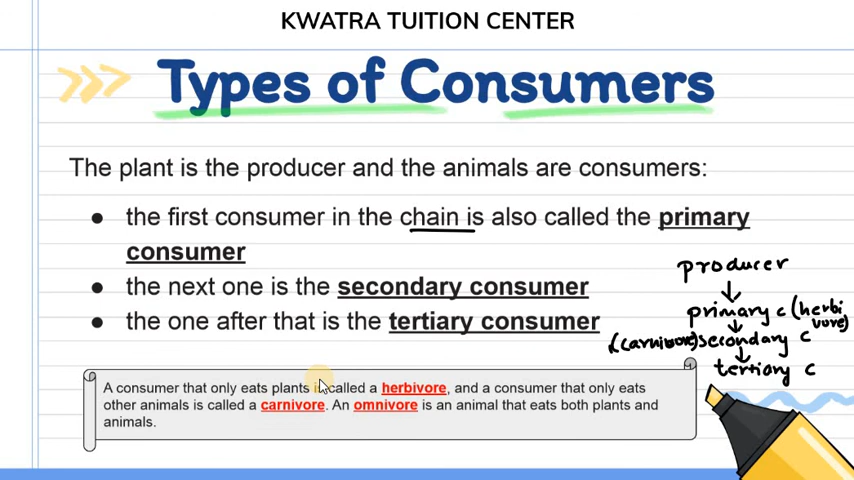 KWATRA TUITION CENTER
Types of Consumers
The plant is the producer and the animals are consumers:
● the first consumer in the chain is also called the primary
consumer
● the next one is the secondary consumer
● the one after that is the tertiary consumer
producer
primary c (herbi
vore)
(carnivore) secondary c
tertiary c
A consumer that only eats plants is called a herbivore, and a consumer that only eats
other animals is called a carnivore. An omnivore is an animal that eats both plants and
animals.